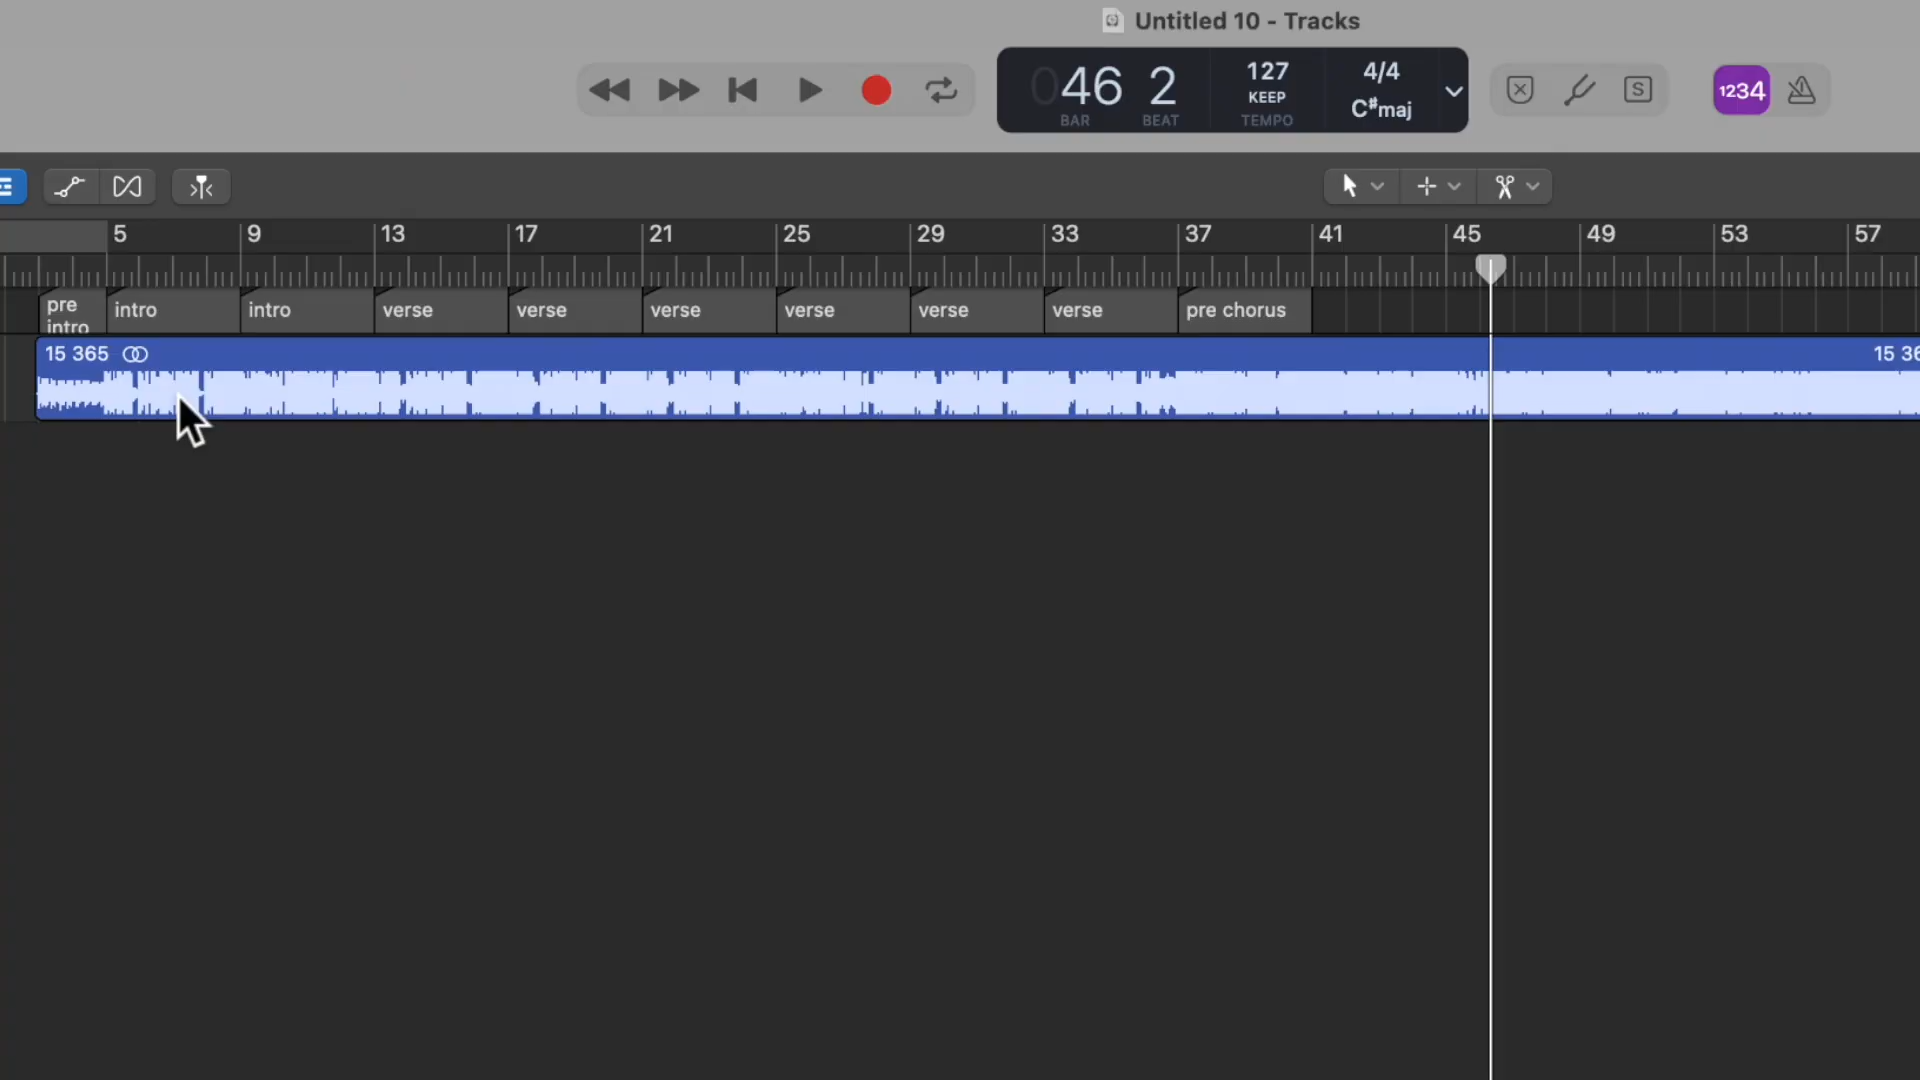 Untitled 10 - Tracks
046 2 127 4/4
KEEP C#maj
BAR BEAT TEMPO
S
1234
5 9 13 17 21 25 29 33 37 41 45 49 53 57
pre intro intro intro verse verse verse verse verse verse pre chorus
15 365 15 36